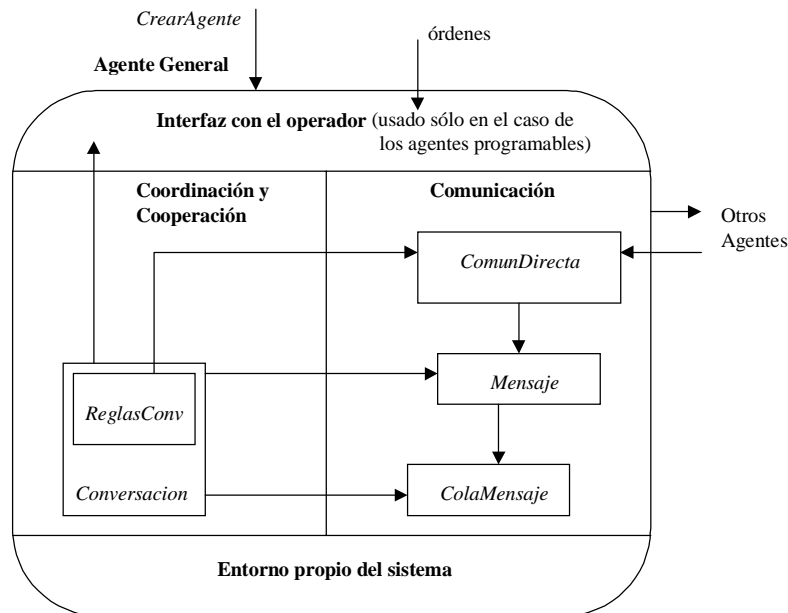 CrearAgente
órdenes
Agente General
Interfaz con el operador (usado sólo en el caso de
los agentes programables)
Coordinación y
Cooperación
Comunicación
Otros
Agentes
ComunDirecta
Mensaje
ReglasConv
Conversacion
ColaMensaje
Entorno propio del sistema